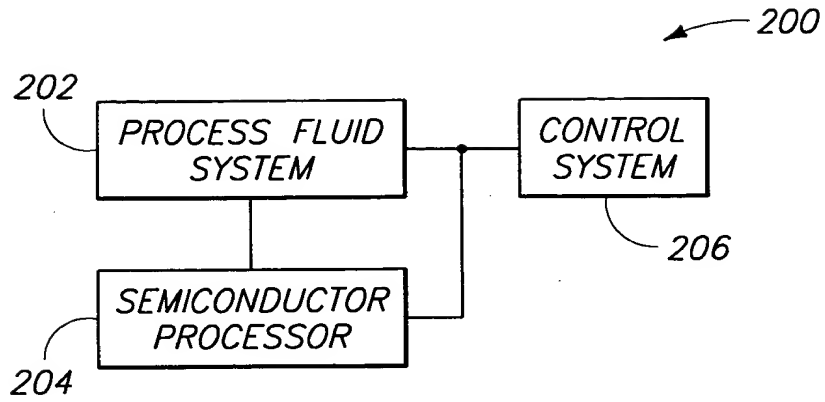 200
202
PROCESS FLUID
SYSTEM
CONTROL
SYSTEM
206
SEMICONDUCTOR
PROCESSOR
204